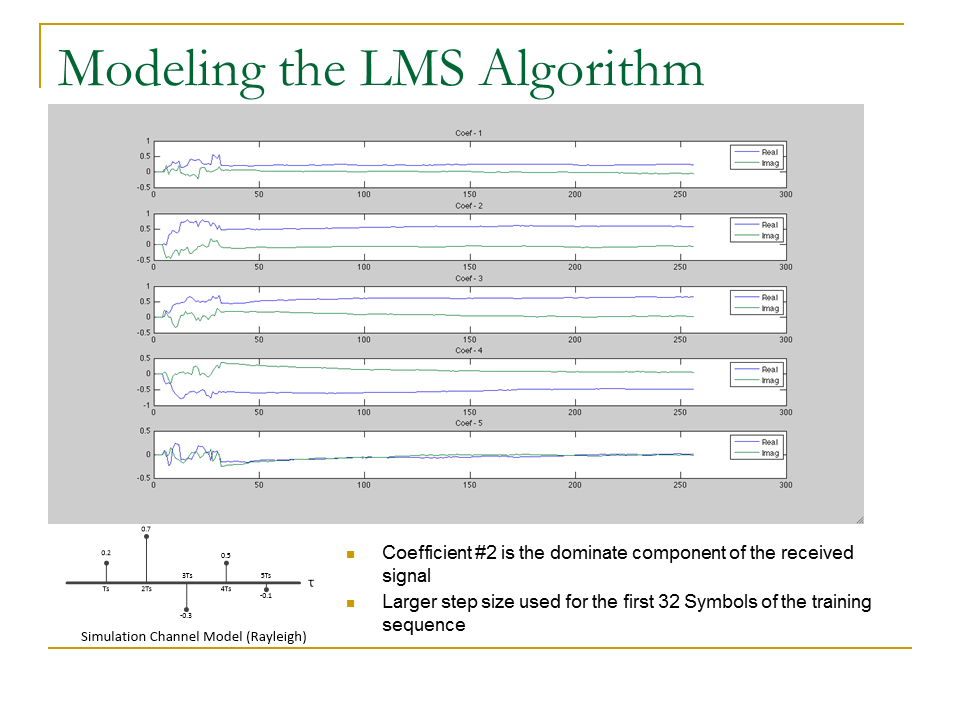 Modeling the LMS Algorithm
Coef - 1
1
0.5
0
-0.5
0 50 100 150 200 250 300
Real
Imag
Coef - 2
1
0.5
0
-0.5
0 50 100 150 200 250 300
Real
Imag
Coef - 3
1
0.5
0
-0.5
0 50 100 150 200 250 300
Real
Imag
Coef - 4
0.5
0
-0.5
-1
0 50 100 150 200 250 300
Real
Imag
Coef - 5
0.5
0
-0.5
0 50 100 150 200 250 300
Real
Imag
0.7
0.2
0.5
3Ts 5Ts
Ts 2Ts 4Ts τ
-0.1
-0.3
Simulation Channel Model (Rayleigh)
Coefficient #2 is the dominate component of the received
signal
Larger step size used for the first 32 Symbols of the training
sequence